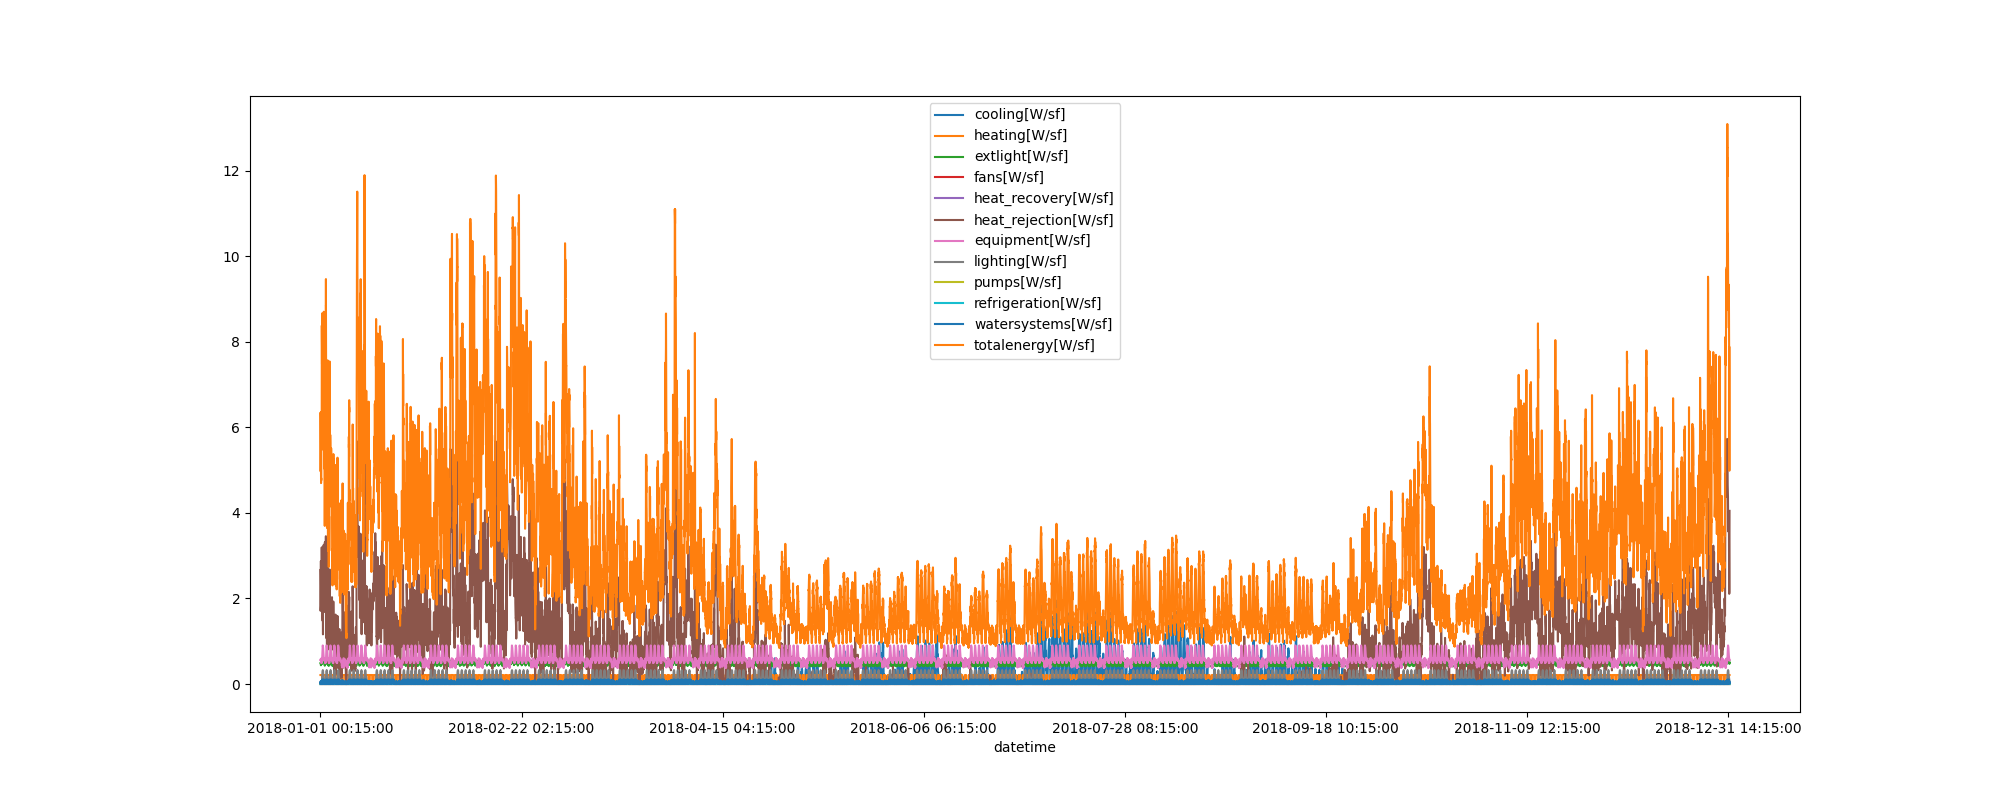 cooling[W/sf]
heating[W/sf]
extlight[W/sf]
fans[W/sf]
heat_recovery[W/sf]
heat_rejection[W/sf]
equipment[W/sf]
lighting[W/sf]
pumps[W/sf]
refrigeration[W/sf]
watersystems[W/sf]
totalenergy[W/sf]
12
10
8
6
4
2
0
2018-01-01 00:15:00 2018-02-22 02:15:00 2018-04-15 04:15:00 2018-06-06 06:15:00 2018-07-28 08:15:00 2018-09-18 10:15:00 2018-11-09 12:15:00 2018-12-31 14:15:00
datetime